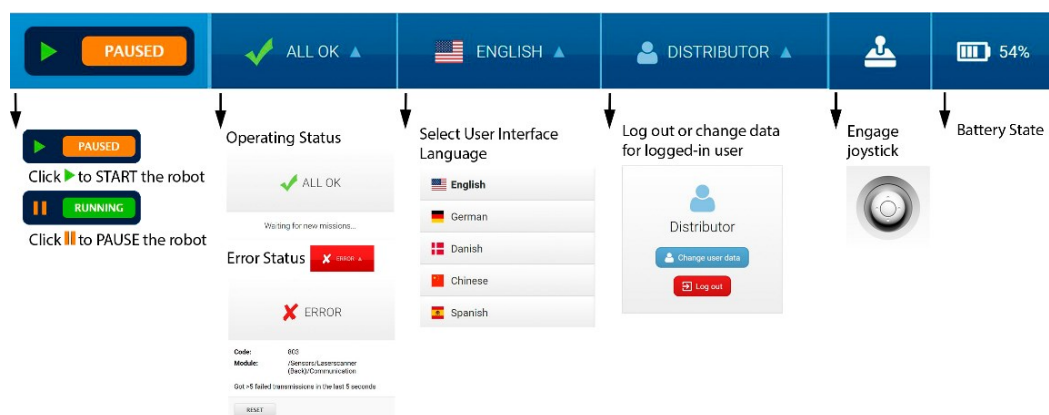 PAUSED
ALL OK
ENGLISH
DISTRIBUTOR
54%
PAUSED
Click to START the robot
RUNNING
Click to PAUSE the robot
Operating Status
ALL OK
Waiting for new missions...
Error Status
ERROR
ERROR
Code: 803
Module: /Sensors/Laserscanner
(Back)/Communication
Got >5 failed transmissions in the last 5 seconds
RESET
Select User Interface
Language
English
German
Danish
Chinese
Spanish
Log out or change data
for logged-in user
Distributor
Change user data
Log out
Engage
joystick
Battery State